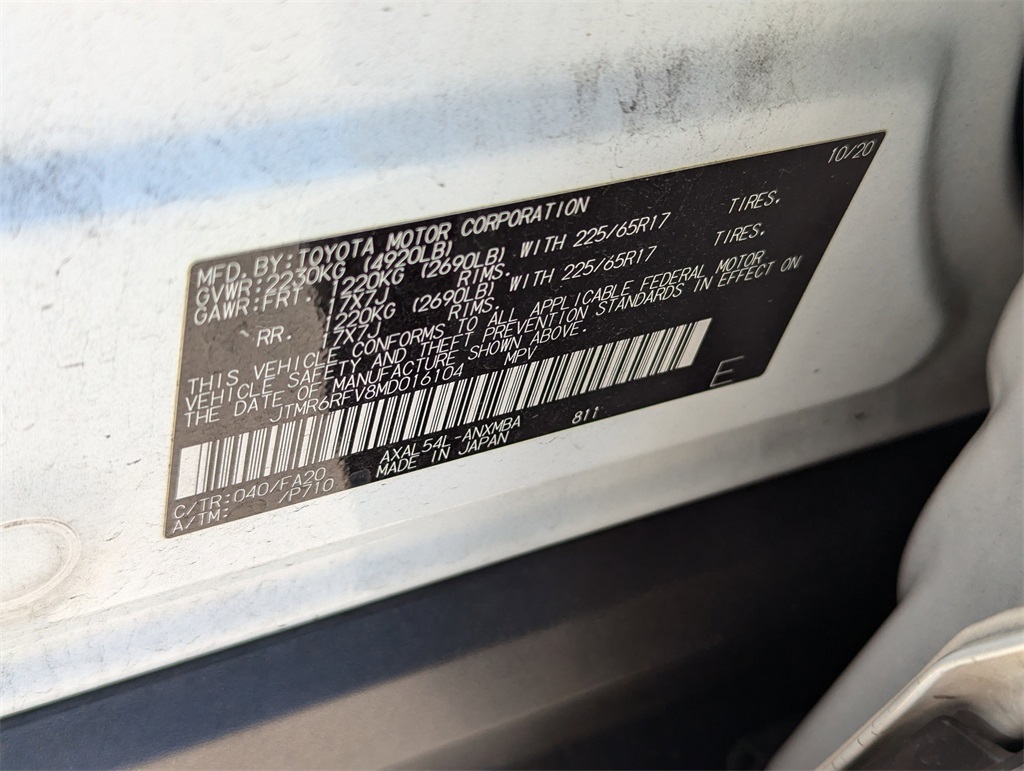 10/20
MFD. BY: TOYOTA MOTOR CORPORATION
GVWR: 2230KG (4920LB)
GAWR: FRT. 1220KG (2690LB) WITH 225/65R17 TIRES.
17X7J RIMS.
RR. 1220KG (2690LB) WITH 225/65R17 TIRES.
17X7J RIMS.
THIS VEHICLE CONFORMS TO ALL APPLICABLE FEDERAL MOTOR
VEHICLE SAFETY AND THEFT PREVENTION STANDARDS IN EFFECT ON
THE DATE OF MANUFACTURE SHOWN ABOVE.
JTMR6RFV8MD016104 MPV
E
C/TR: 040/FA20 AXAL54L-ANXMBA 811
A/TM: /P710 MADE IN JAPAN